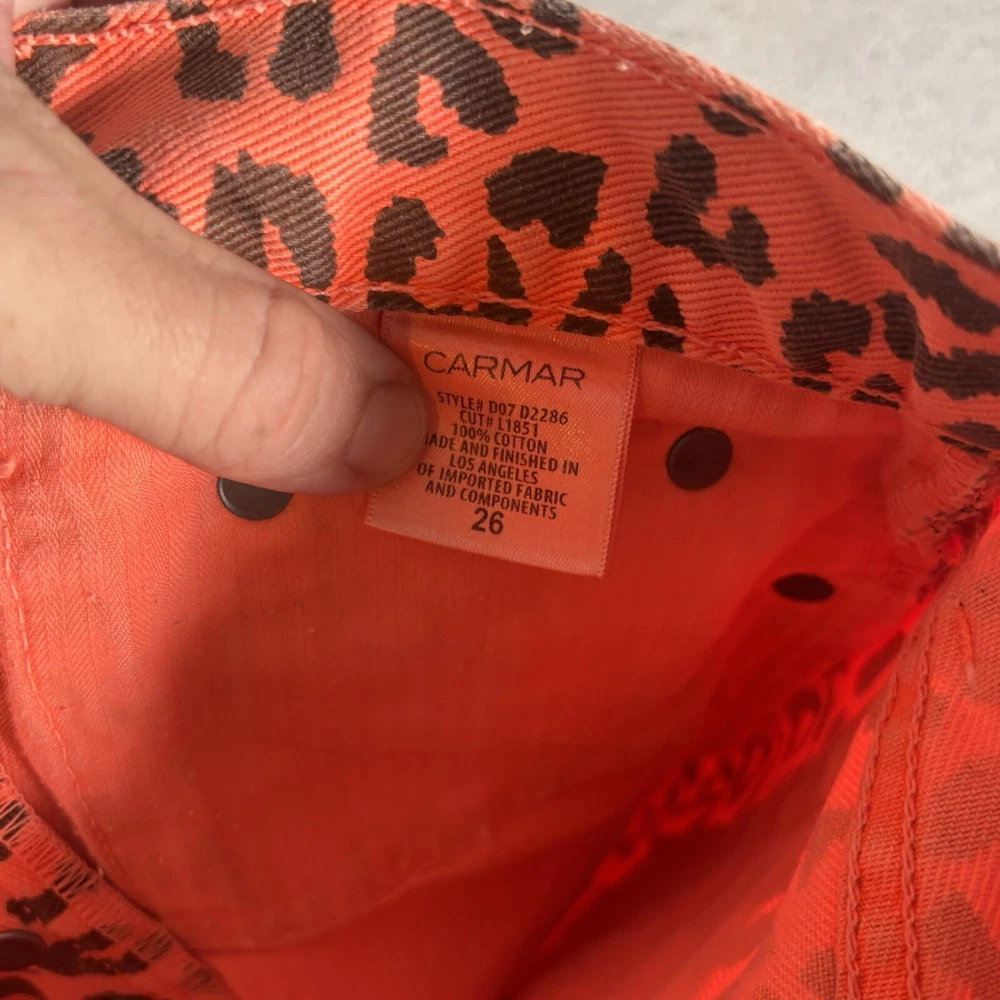 CARMAR
STYLE# D07 D2286
CUT# L1851
100% COTTON
ADE AND FINISHED IN
LOS ANGELES
OF IMPORTED FABRIC
AND COMPONENTS
26